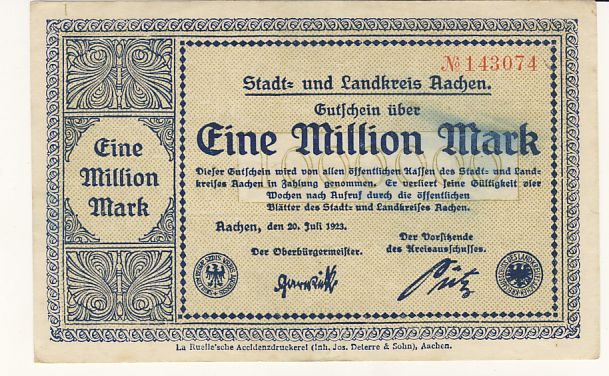 № 143074
Stadt- und Landkreis Aachen.
Gutschein über
Eine Million Mark
Eine
Million
Mark
Dieser Gutschein wird von allen öffentlichen Kassen des Stadt- und Land-
kreises Aachen in Zahlung genommen. Er verliert seine Gültigkeit vier
Wochen nach Aufruf durch die öffentlichen
Blätter des Stadt- und Landkreises Aachen.
Aachen, den 20. Juli 1923.
Der Oberbürgermeister.
Der Vorsitzende
des Kreisausschusses.
La Ruelle'sche Accidenzdruckerei (Inh. Jos. Deterre & Sohn), Aachen.